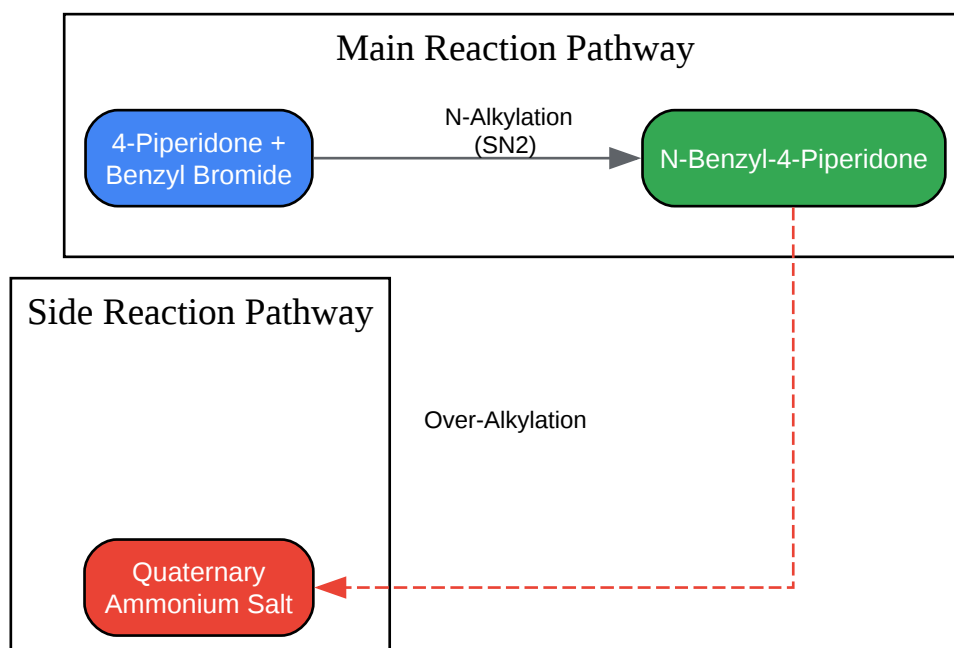 Main Reaction Pathway
4-Piperidone +
Benzyl Bromide
N-Alkylation
(SN2)
N-Benzyl-4-Piperidone
Side Reaction Pathway
Over-Alkylation
Quaternary
Ammonium Salt